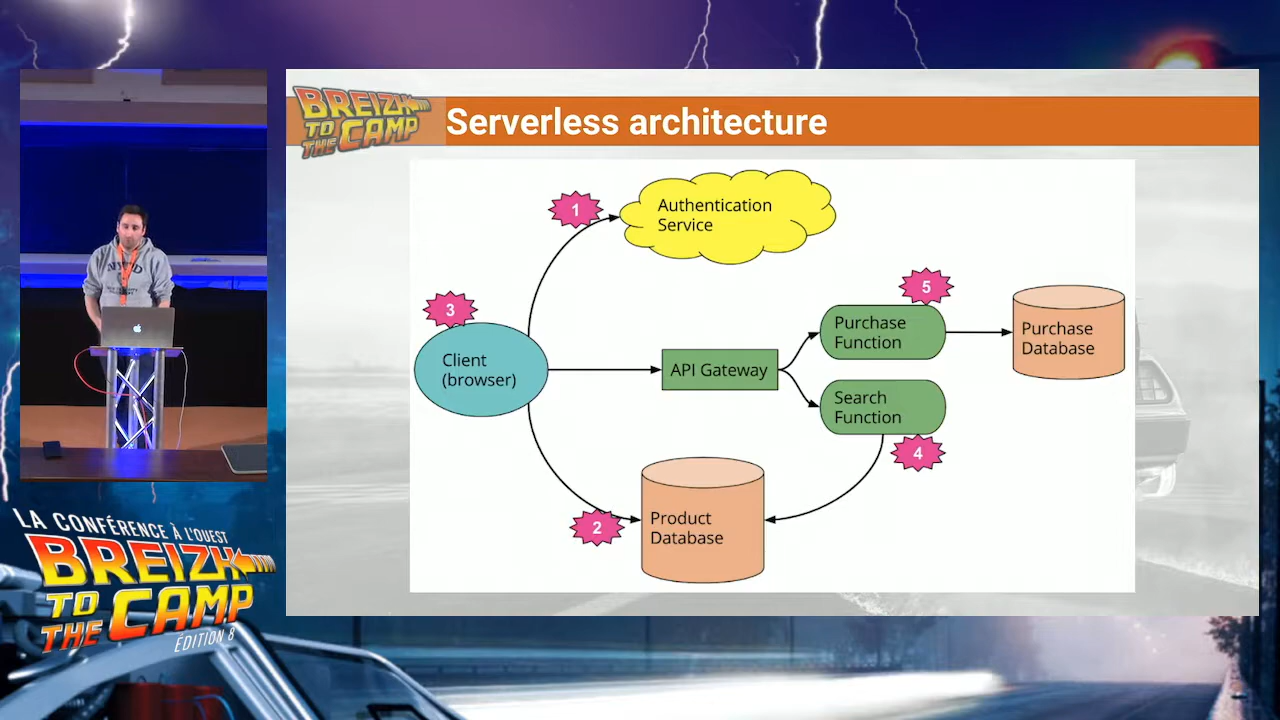 BREIZH
TO
THE CAMP
Serverless architecture
1
Authentication
Service
3
Client
(browser)
API Gateway
5
Purchase
Function
Purchase
Database
Search
Function
4
2
Product
Database
LA CONFÉRENCE À L'OUEST
BREIZH
TO
THE CAMP
ÉDITION 8